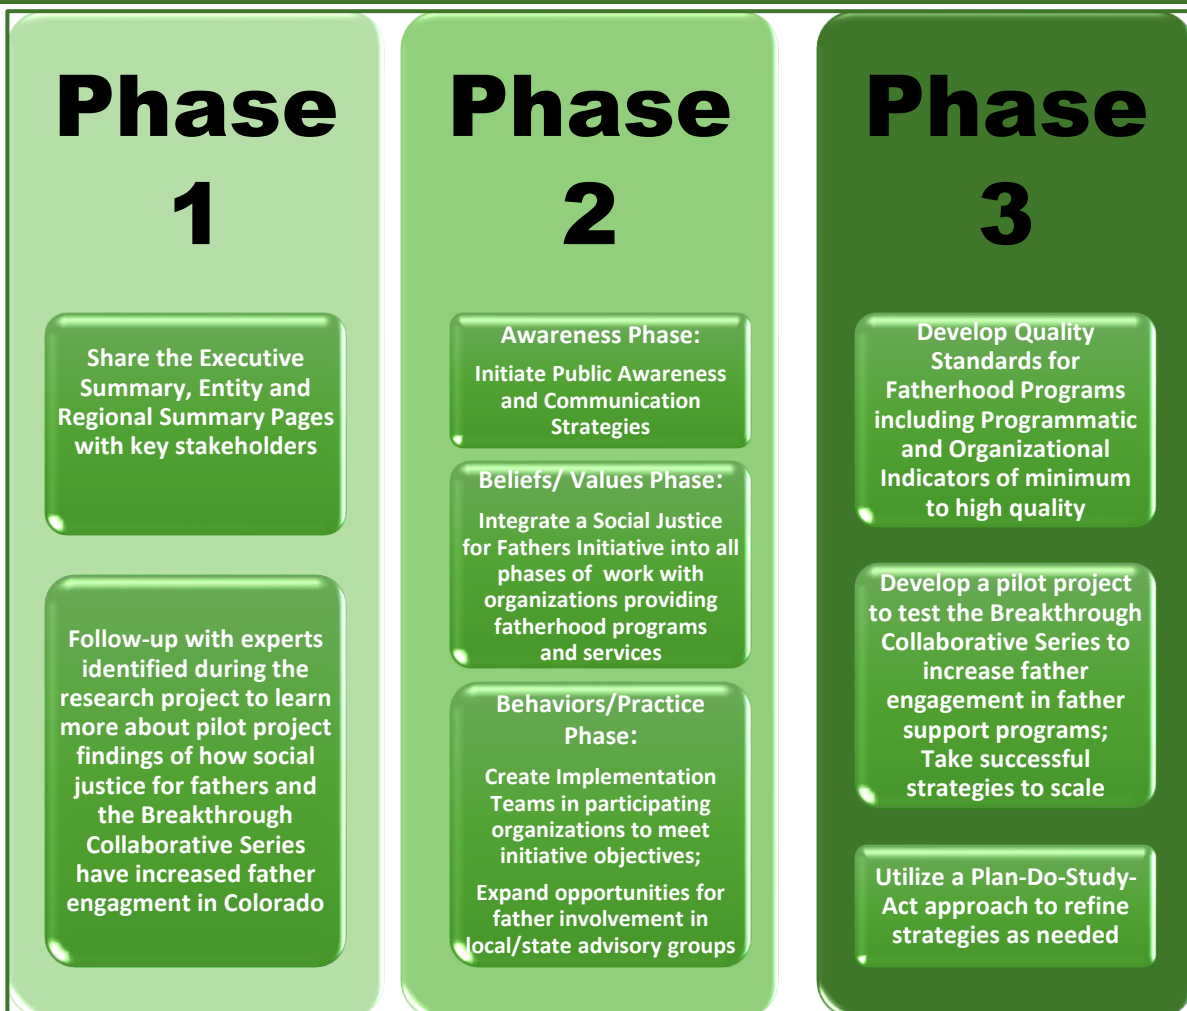 Phase
1
Share the Executive
Summary, Entity and
Regional Summary Pages
with key stakeholders
Follow-up with experts
identified during the
research project to learn
more about pilot project
findings of how social
justice for fathers and
the Breakthrough
Collaborative Series
have increased father
engagment in Colorado
Phase
2
Awareness Phase:
Initiate Public Awareness
and Communication
Strategies
Beliefs/ Values Phase:
Integrate a Social Justice
for Fathers Initiative into all
phases of  work with
organizations providing
fatherhood programs
and services
Behaviors/Practice
Phase:
Create Implementation
Teams in participating
organizations to meet
initiative objectives;
Expand opportunities for
father involvement in
local/state advisory groups
Phase
3
Develop Quality
Standards for
Fatherhood Programs
including Programmatic
and Organizational
Indicators of minimum
to high quality
Develop a pilot project
to test the Breakthrough
Collaborative Series to
increase father
engagement in father
support programs;
Take successful
strategies to scale
Utilize a Plan-Do-Study-
Act approach to refine
strategies as needed